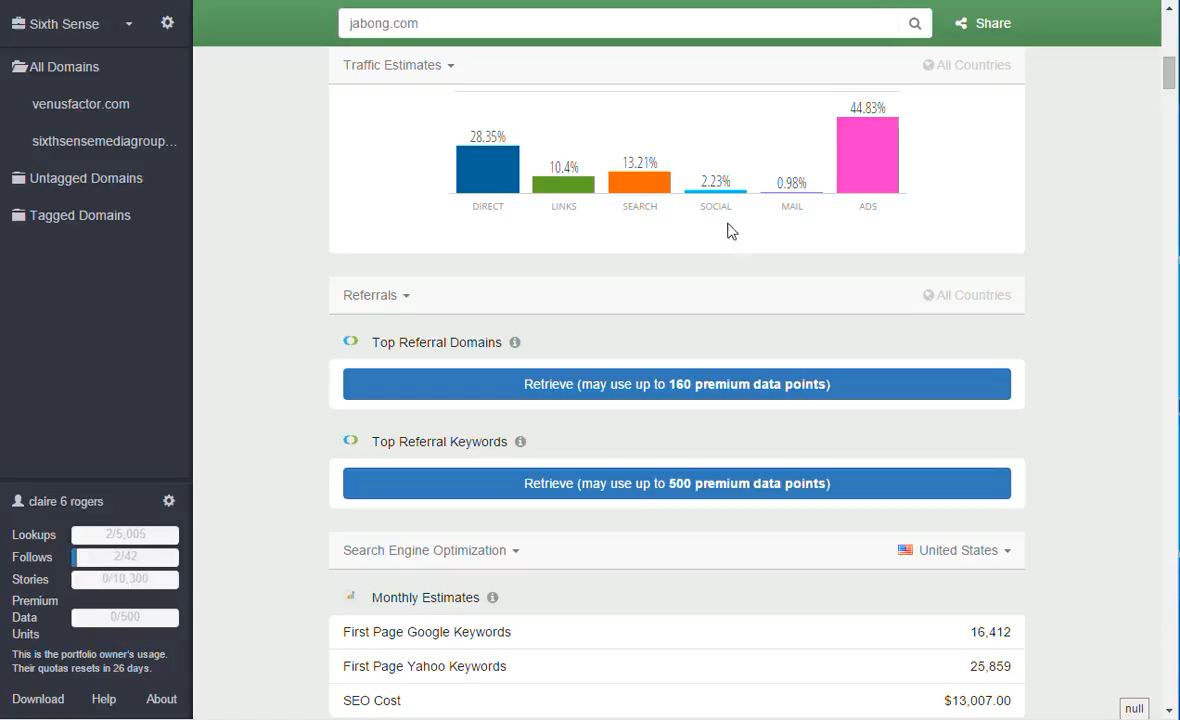 Sixth Sense
All Domains
venusfactor.com
sixthsensemediagroup...
Untagged Domains
Tagged Domains
claire 6 rogers
Lookups 2/5,005
Follows 2/42
Stories 0/10,300
Premium
Data 0/500
Units
This is the portfolio owner's usage.
Their quotas resets in 26 days.
Download Help About
jabong.com
Share
Traffic Estimates All Countries
28.35% 10.4% 13.21% 2.23% 0.98% 44.83%
DIRECT LINKS SEARCH SOCIAL MAIL ADS
Referrals All Countries
Top Referral Domains
Retrieve (may use up to 160 premium data points)
Top Referral Keywords
Retrieve (may use up to 500 premium data points)
Search Engine Optimization United States
Monthly Estimates
First Page Google Keywords 16,412
First Page Yahoo Keywords 25,859
SEO Cost $13,007.00
null